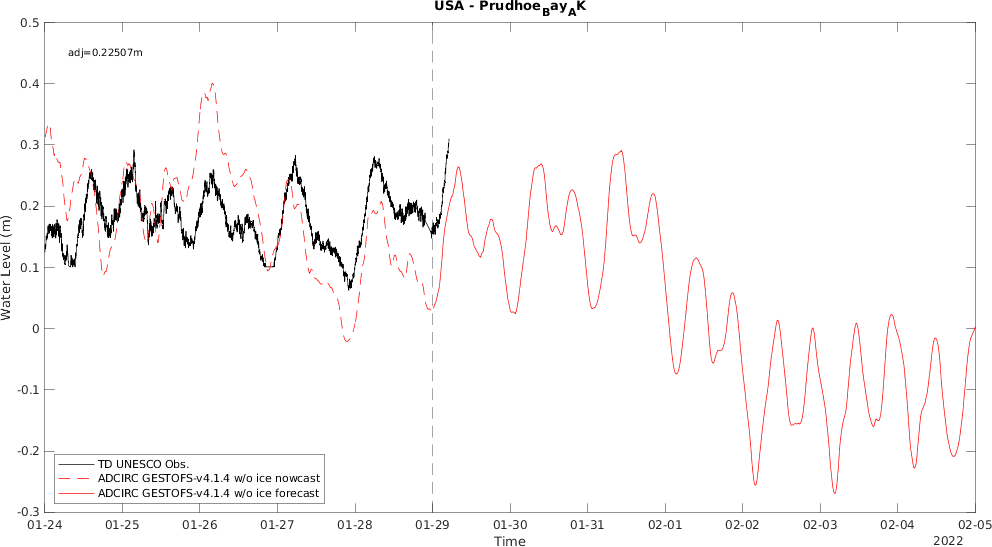 USA - PrudhoeBayAK
adj=0.22507m
0.5
0.4
0.3
0.2
0.1
0
-0.1
-0.2
-0.3
Water Level (m)
TD UNESCO Obs.
ADCIRC GESTOFS-v4.1.4 w/o ice nowcast
ADCIRC GESTOFS-v4.1.4 w/o ice forecast
01-24 01-25 01-26 01-27 01-28 01-29 01-30 01-31 02-01 02-02 02-03 02-04 02-05
Time
2022